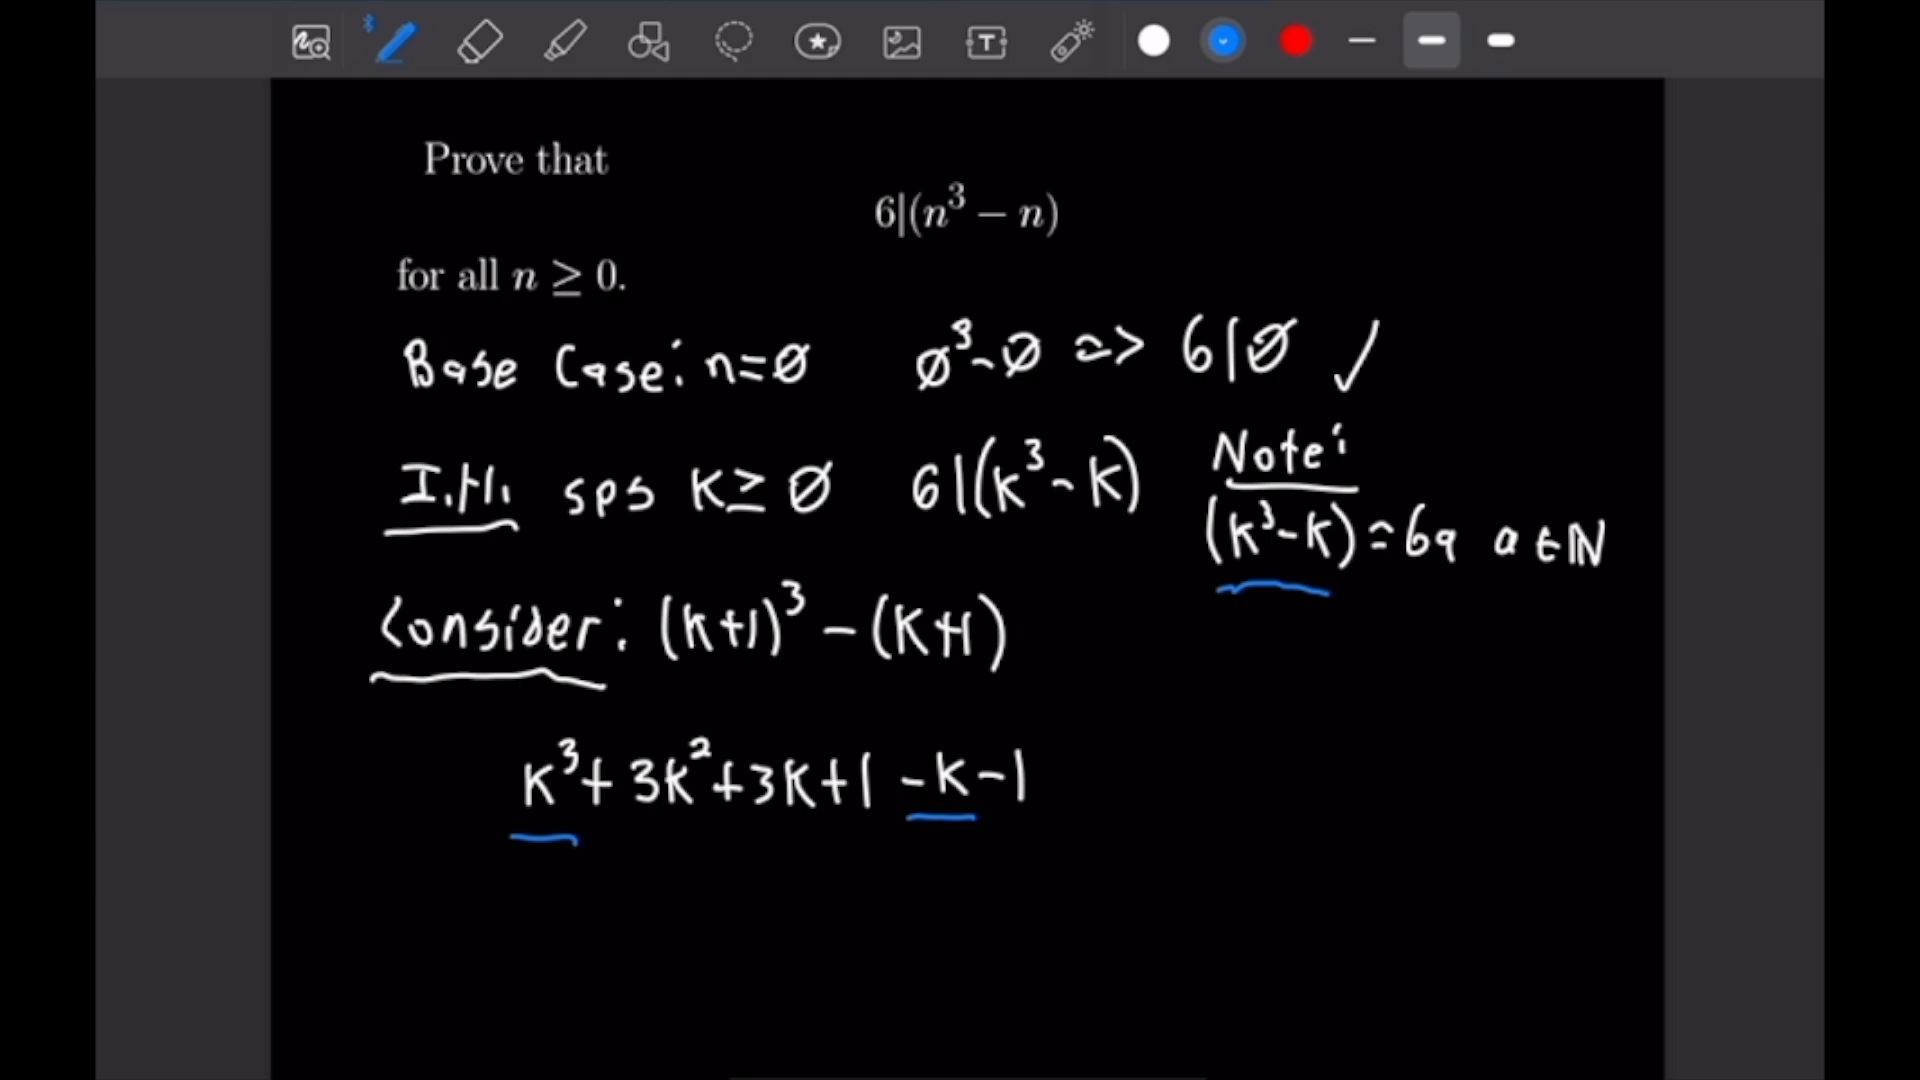 Prove that
6|(n³ − n)
for all n ≥ 0.
Base Case: n=∅ ∅³-∅ => 6|∅ ✓
I.H. sps K≥∅ 6|(k³-k) Note:
(k³-k)=6a a∈ℕ
Consider: (k+1)³-(k+1)
k³+3k²+3k+1-k-1